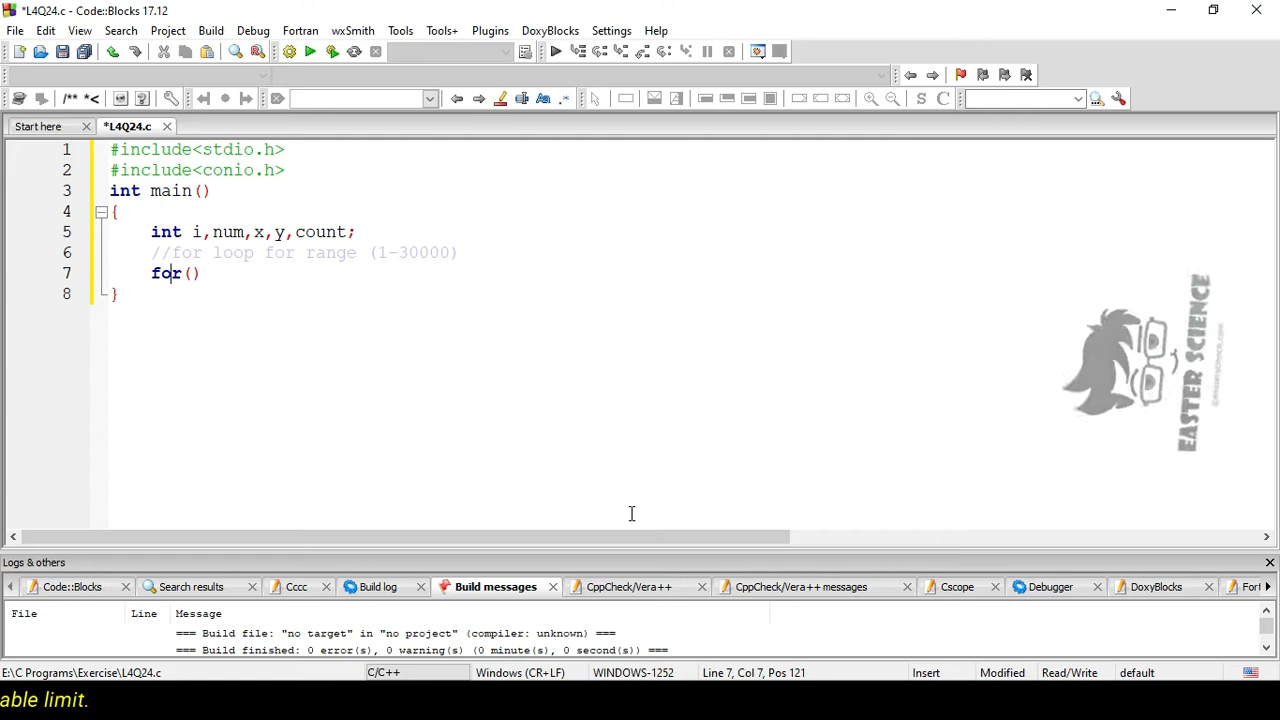 *L4Q24.c - Code::Blocks 17.12
File Edit View Search Project Build Debug Fortran wxSmith Tools Tools+ Plugins DoxyBlocks Settings Help
/** *<
S C
Start here *L4Q24.c
1 #include<stdio.h>
2 #include<conio.h>
3 int main()
4 {
5 int i,num,x,y,count;
6 //for loop for range (1-30000)
7 for()
8 }
EASTER SCIENCE
Logs & others
Code::Blocks Search results Cccc Build log Build messages CppCheck/Vera++ CppCheck/Vera++ messages Cscope Debugger DoxyBlocks Fort
File Line Message
=== Build file: "no target" in "no project" (compiler: unknown) ===
=== Build finished: 0 error(s), 0 warning(s) (0 minute(s), 0 second(s)) ===
E:\C Programs\Exercise\L4Q24.c C/C++ Windows (CR+LF) WINDOWS-1252 Line 7, Col 7, Pos 121 Insert Modified Read/Write default
able limit.